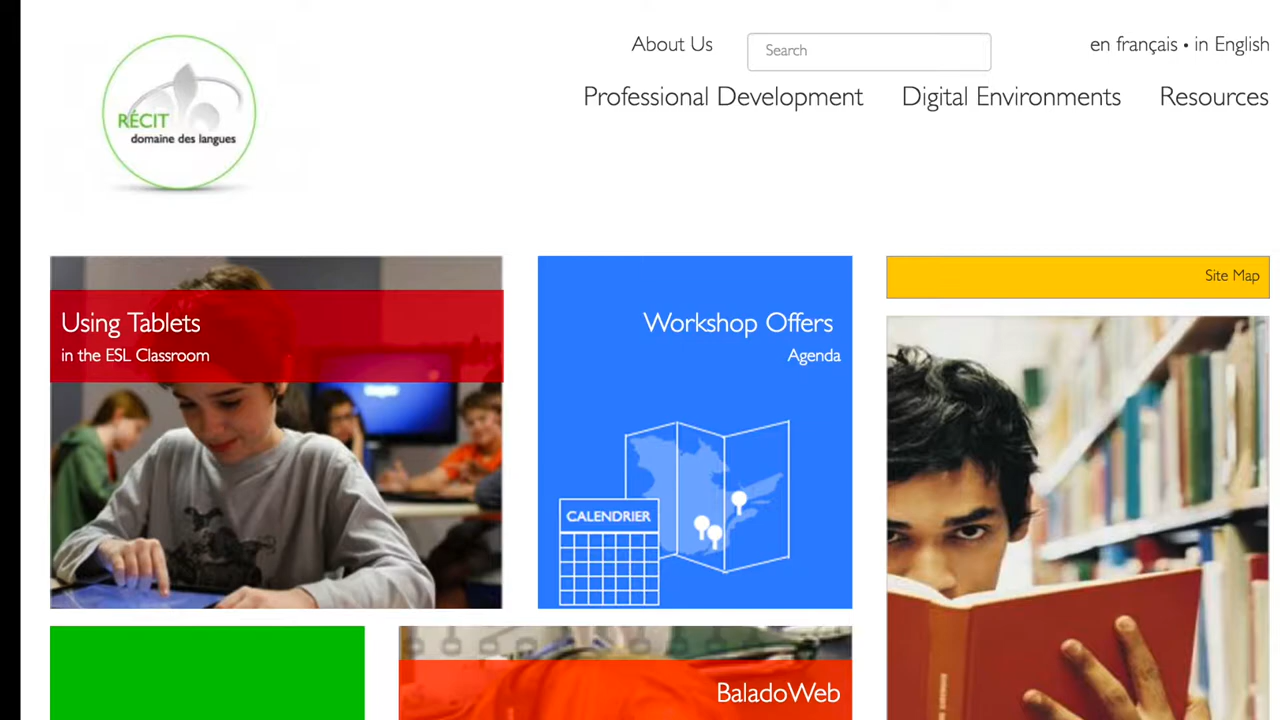 About Us
Search
en français • in English
Professional Development
Digital Environments
Resources
RÉCIT
domaine des langues
Using Tablets
in the ESL Classroom
Workshop Offers
Agenda
CALENDRIER
Site Map
BaladoWeb